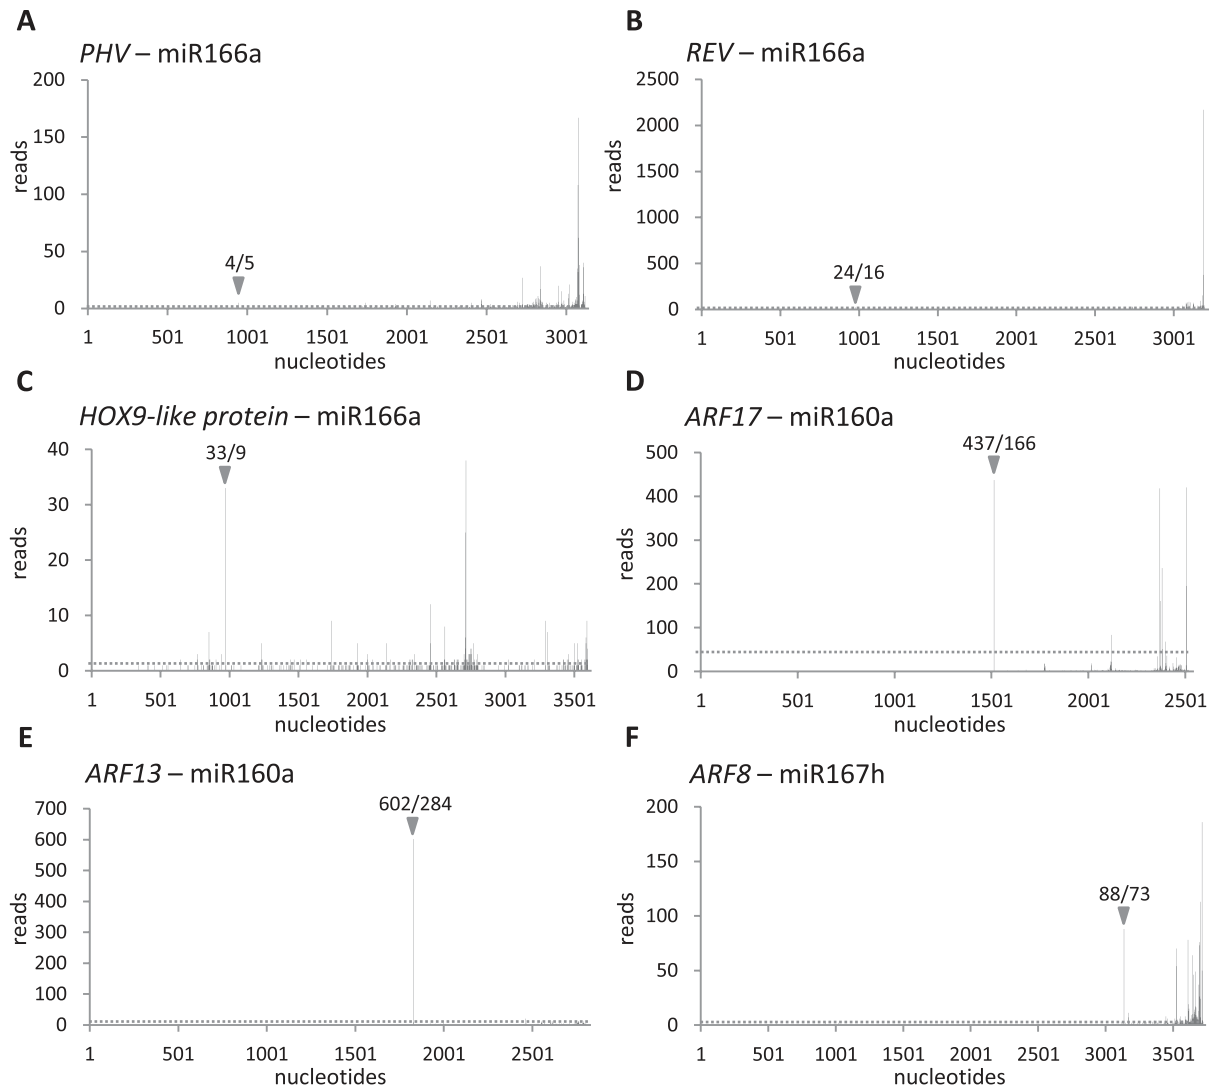 A
PHV – miR166a
200
150
100
50
0
reads
4/5
1 501 1001 1501 2001 2501 3001
nucleotides
B
REV – miR166a
2500
2000
1500
1000
500
0
reads
24/16
1 501 1001 1501 2001 2501 3001
nucleotides
C
HOX9-like protein – miR166a
40
30
20
10
0
reads
33/9
1 501 1001 1501 2001 2501 3001 3501
nucleotides
D
ARF17 – miR160a
500
400
300
200
100
0
reads
437/166
1 501 1001 1501 2001 2501
nucleotides
E
ARF13 – miR160a
700
600
500
400
300
200
100
0
reads
602/284
1 501 1001 1501 2001 2501
nucleotides
F
ARF8 – miR167h
200
150
100
50
0
reads
88/73
1 501 1001 1501 2001 2501 3001 3501
nucleotides